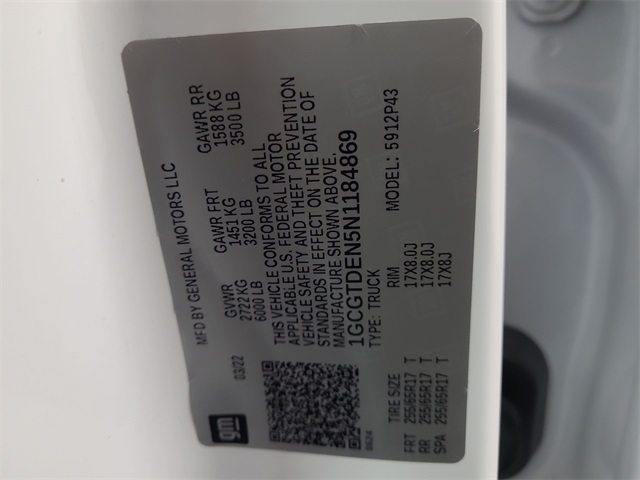 gm
MFD BY GENERAL MOTORS LLC
03/22
GVWR GAWR FRT GAWR RR
2722 KG 1451 KG 1588 KG
6000 LB 3200 LB 3500 LB
THIS VEHICLE CONFORMS TO ALL
APPLICABLE U.S. FEDERAL MOTOR
VEHICLE SAFETY AND THEFT PREVENTION
STANDARDS IN EFFECT ON THE DATE OF
MANUFACTURE SHOWN ABOVE.
1GCGTDEN5N1184869
TYPE: TRUCK MODEL: 5912P43
TIRE SIZE RIM
FRT 255/65R17 T 17X8.0J
RR 255/65R17 T 17X8.0J
SPA 255/65R17 T 17X8J